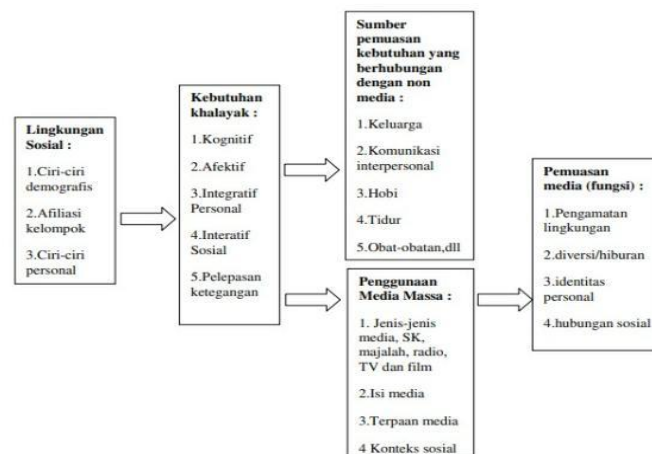 Lingkungan
Sosial :
1.Ciri-ciri
demografis
2.Afiliasi
kelompok
3.Ciri-ciri
personal
Kebutuhan
khalayak :
1.Kognitif
2.Afektif
3.Integratif
Personal
4.Interatif
Sosial
5.Pelepasan
ketegangan
Sumber
pemuasan
kebutuhan yang
berhubungan
dengan non
media :
1.Keluarga
2.Komunikasi
interpersonal
3.Hobi
4.Tidur
5.Obat-obatan,dll
Penggunaan
Media Massa :
1. Jenis-jenis
media, SK,
majalah, radio,
TV dan film
2.Isi media
3.Terpaan media
4 Konteks sosial
Pemuasan
media (fungsi) :
1.Pengamatan
lingkungan
2.diversi/hiburan
3.identitas
personal
4.hubungan sosial